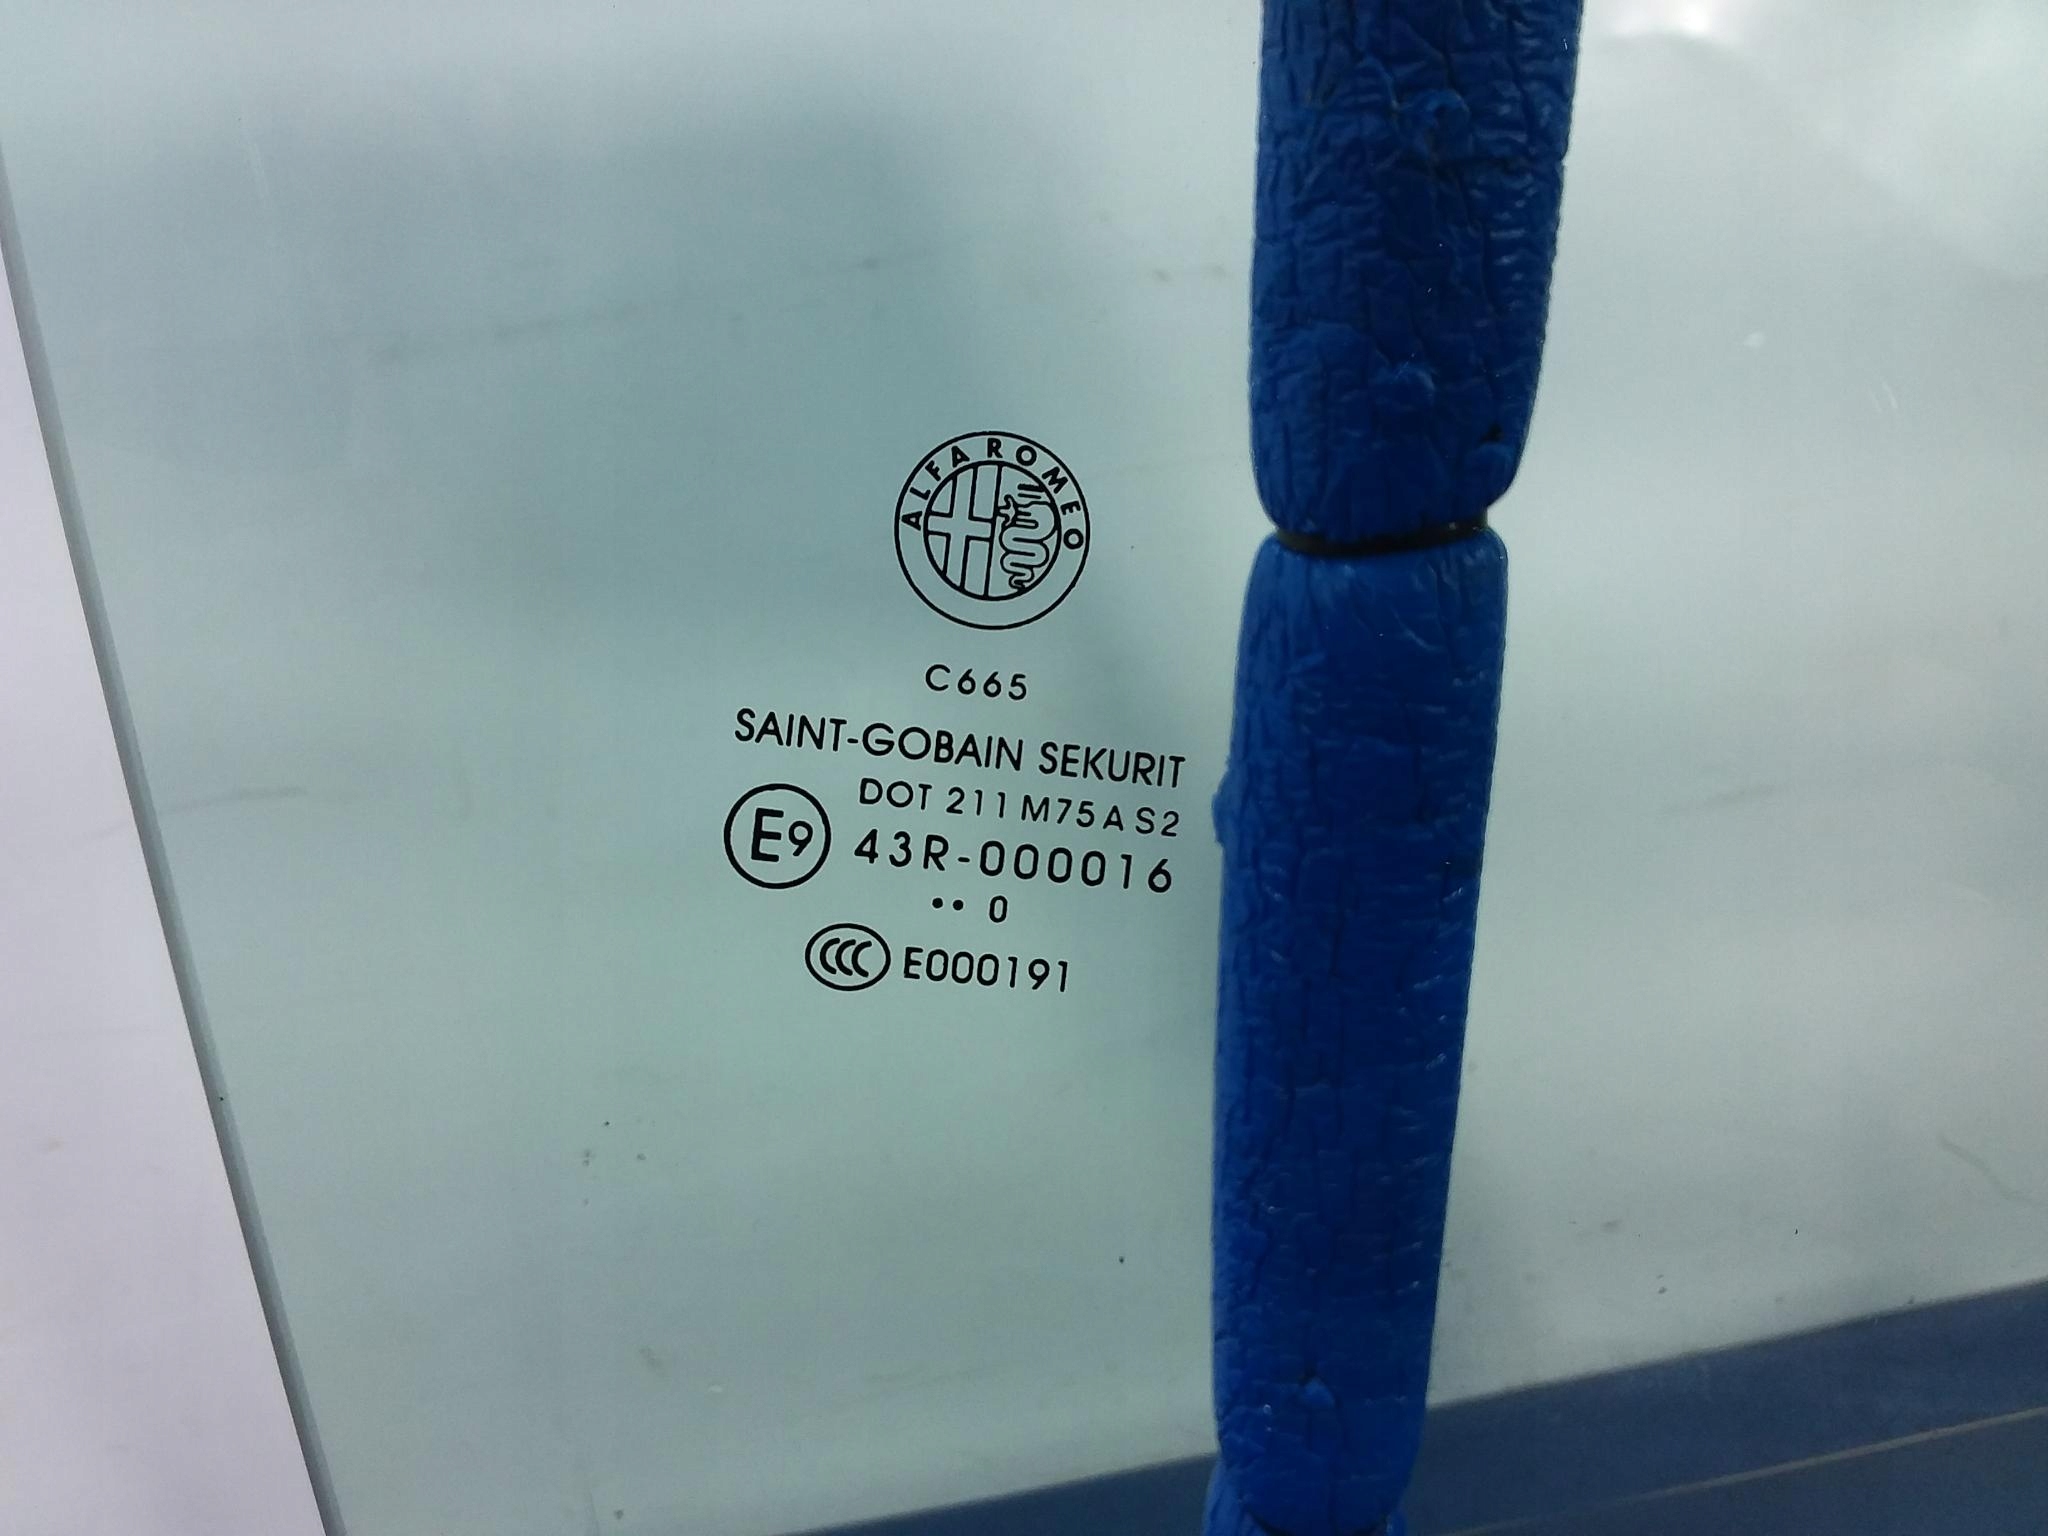 ALFA ROMEO
C665
SAINT-GOBAIN SEKURIT
DOT 211 M75 A S2
E9 43R-000016
•• 0
CCC E000191